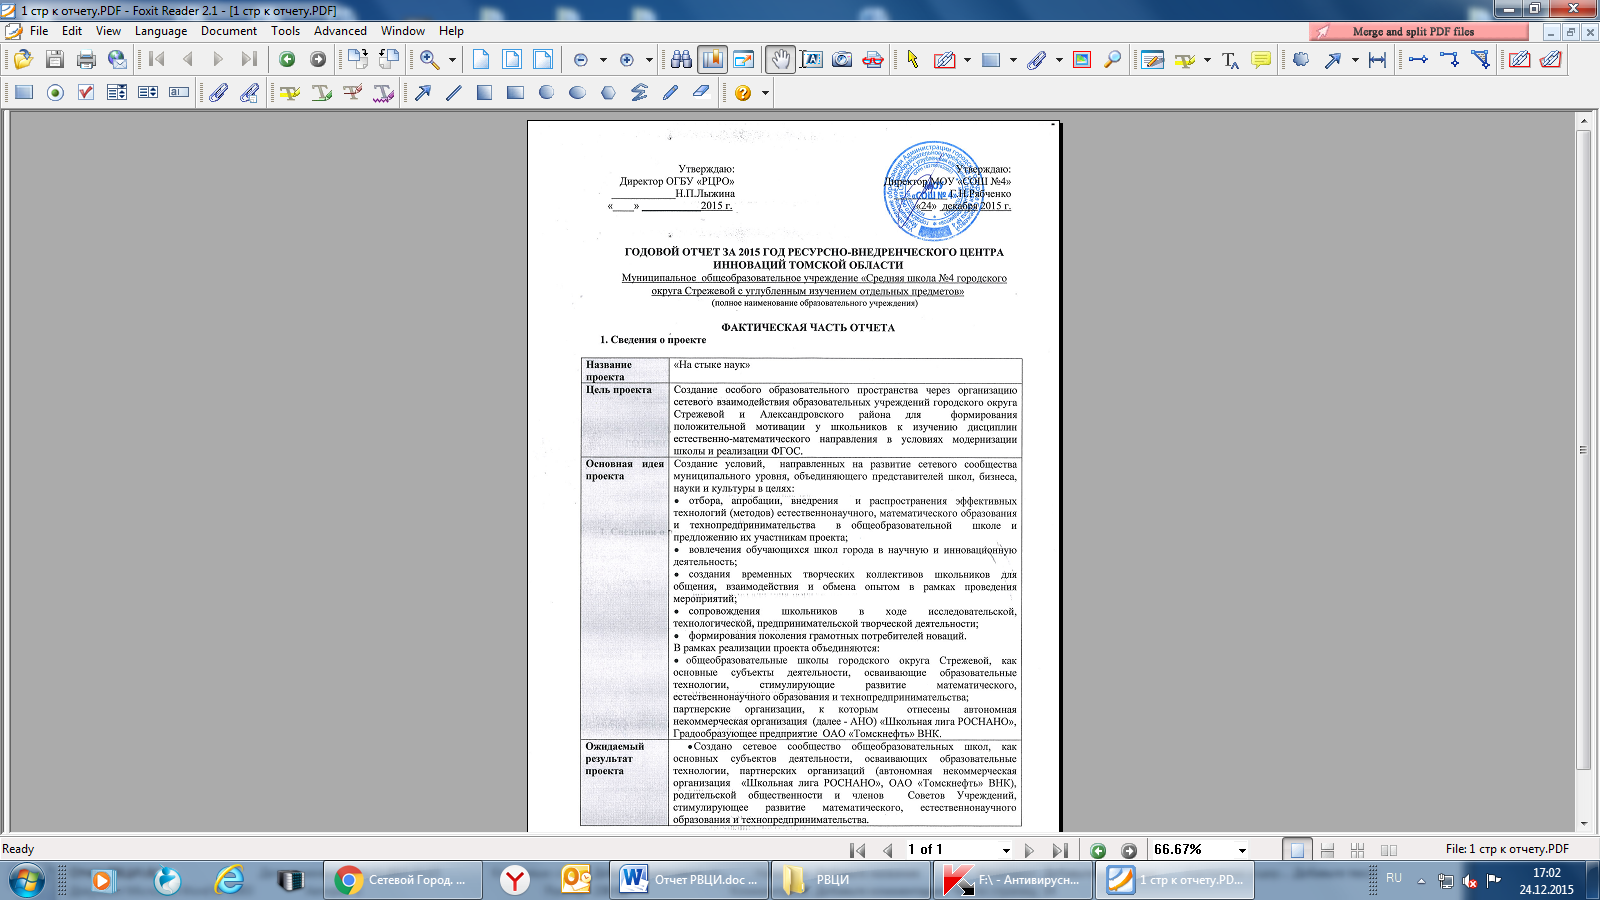 1 стр к отчету.PDF - Foxit Reader 2.1 - [1 стр к отчету.PDF]
File Edit View Language Document Tools Advanced Window Help
Merge and split PDF files
Утверждаю:
Директор ОГБУ «РЦРО»
____________Н.П.Лыжина
«____» ___________2015 г.
Утверждаю:
Директор МОУ «СОШ №4»
«24» декабря 2015 г.
«СОШ № 4»
ГОДОВОЙ ОТЧЕТ ЗА 2015 ГОД РЕСУРСНО-ВНЕДРЕНЧЕСКОГО ЦЕНТРА
ИННОВАЦИЙ ТОМСКОЙ ОБЛАСТИ
Муниципальное общеобразовательное учреждение «Средняя школа №4 городского
округа Стрежевой с углубленным изучением отдельных предметов»
(полное наименование образовательного учреждения)
ФАКТИЧЕСКАЯ ЧАСТЬ ОТЧЕТА
1. Сведения о проекте
Название
проекта
«На стыке наук»
Цель проекта
Создание особого образовательного пространства через организацию
сетевого взаимодействия образовательных учреждений городского округа
Стрежевой и Александровского района для формирования
положительной мотивации у школьников к изучению дисциплин
естественно-математического направления в условиях модернизации
школы и реализации ФГОС.
Основная идея
проекта
Создание условий, направленных на развитие сетевого сообщества
муниципального уровня, объединяющего представителей школ, бизнеса,
науки и культуры в целях:
• отбора, апробации, внедрения и распространения эффективных
технологий (методов) естественнонаучного, математического образования
и технопредпринимательства в общеобразовательной школе и
предложению их участникам проекта;
• вовлечения обучающихся школ города в научную и инновационную
деятельность;
• создания временных творческих коллективов школьников для
общения, взаимодействия и обмена опытом в рамках проведения
мероприятий;
• сопровождения школьников в ходе исследовательской,
технологической, предпринимательской творческой деятельности;
• формирования поколения грамотных потребителей новаций.
В рамках реализации проекта объединяются:
• общеобразовательные школы городского округа Стрежевой, как
основные субъекты деятельности, осваивающие образовательные
технологии, стимулирующие развитие математического,
естественнонаучного образования и технопредпринимательства;
партнерские организации, к которым отнесены автономная
некоммерческая организация (далее - АНО) «Школьная лига РОСНАНО»,
Градообразующее предприятие ОАО «Томскнефть» ВНК.
Ожидаемый
результат
проекта
•Создано сетевое сообщество общеобразовательных школ, как
основных субъектов деятельности, осваивающих образовательные
технологии, партнерских организаций (автономная некоммерческая
организация «Школьная лига РОСНАНО», ОАО «Томскнефть» ВНК),
родительской общественности и членов Советов Учреждений,
стимулирующее развитие математического, естественнонаучного
образования и технопредпринимательства.
Ready
1 of 1
66.67%
File: 1 стр к отчету.PDF
Сетевой Город. ...
Отчет РВЦИ.doc ...
РВЦИ
F:\ - Антивирусн...
1 стр к отчету.PD...
RU
17:02
24.12.2015